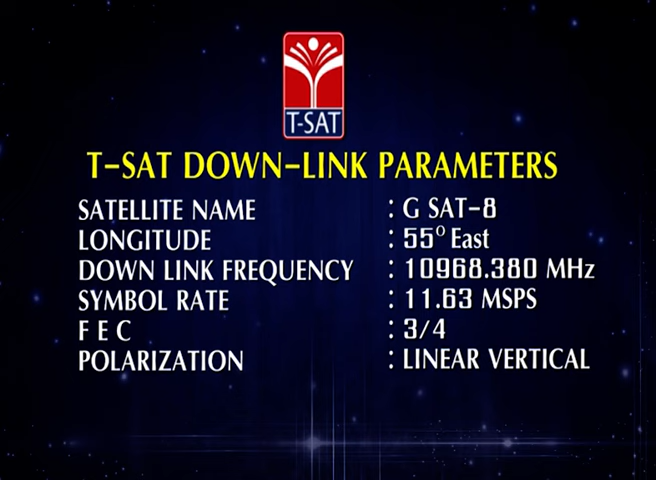 T-SAT
T-SAT DOWN-LINK PARAMETERS
SATELLITE NAME : G SAT-8
LONGITUDE : 55° East
DOWN LINK FREQUENCY : 10968.380 MHz
SYMBOL RATE : 11.63 MSPS
F E C : 3/4
POLARIZATION : LINEAR VERTICAL